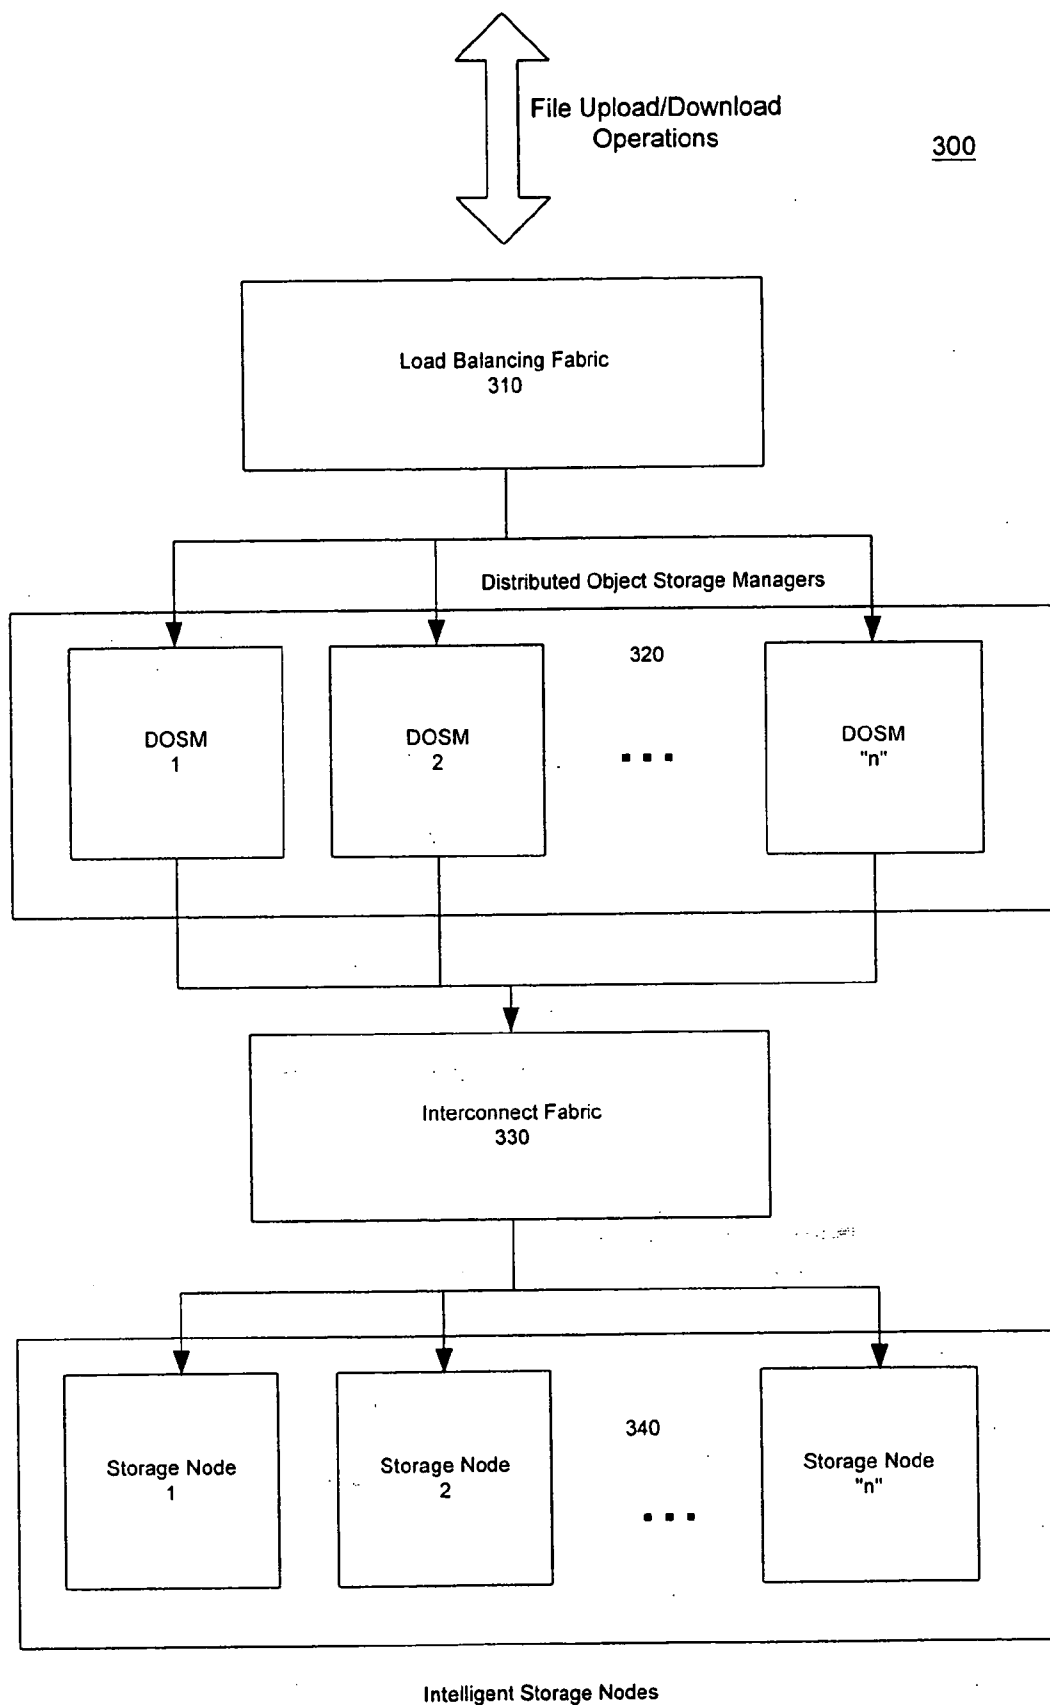 File Upload/Download
Operations
300
Load Balancing Fabric
310
Distributed Object Storage Managers
320
DOSM
1
DOSM
2
DOSM
"n"
Interconnect Fabric
330
340
Storage Node
1
Storage Node
2
Storage Node
"n"
Intelligent Storage Nodes